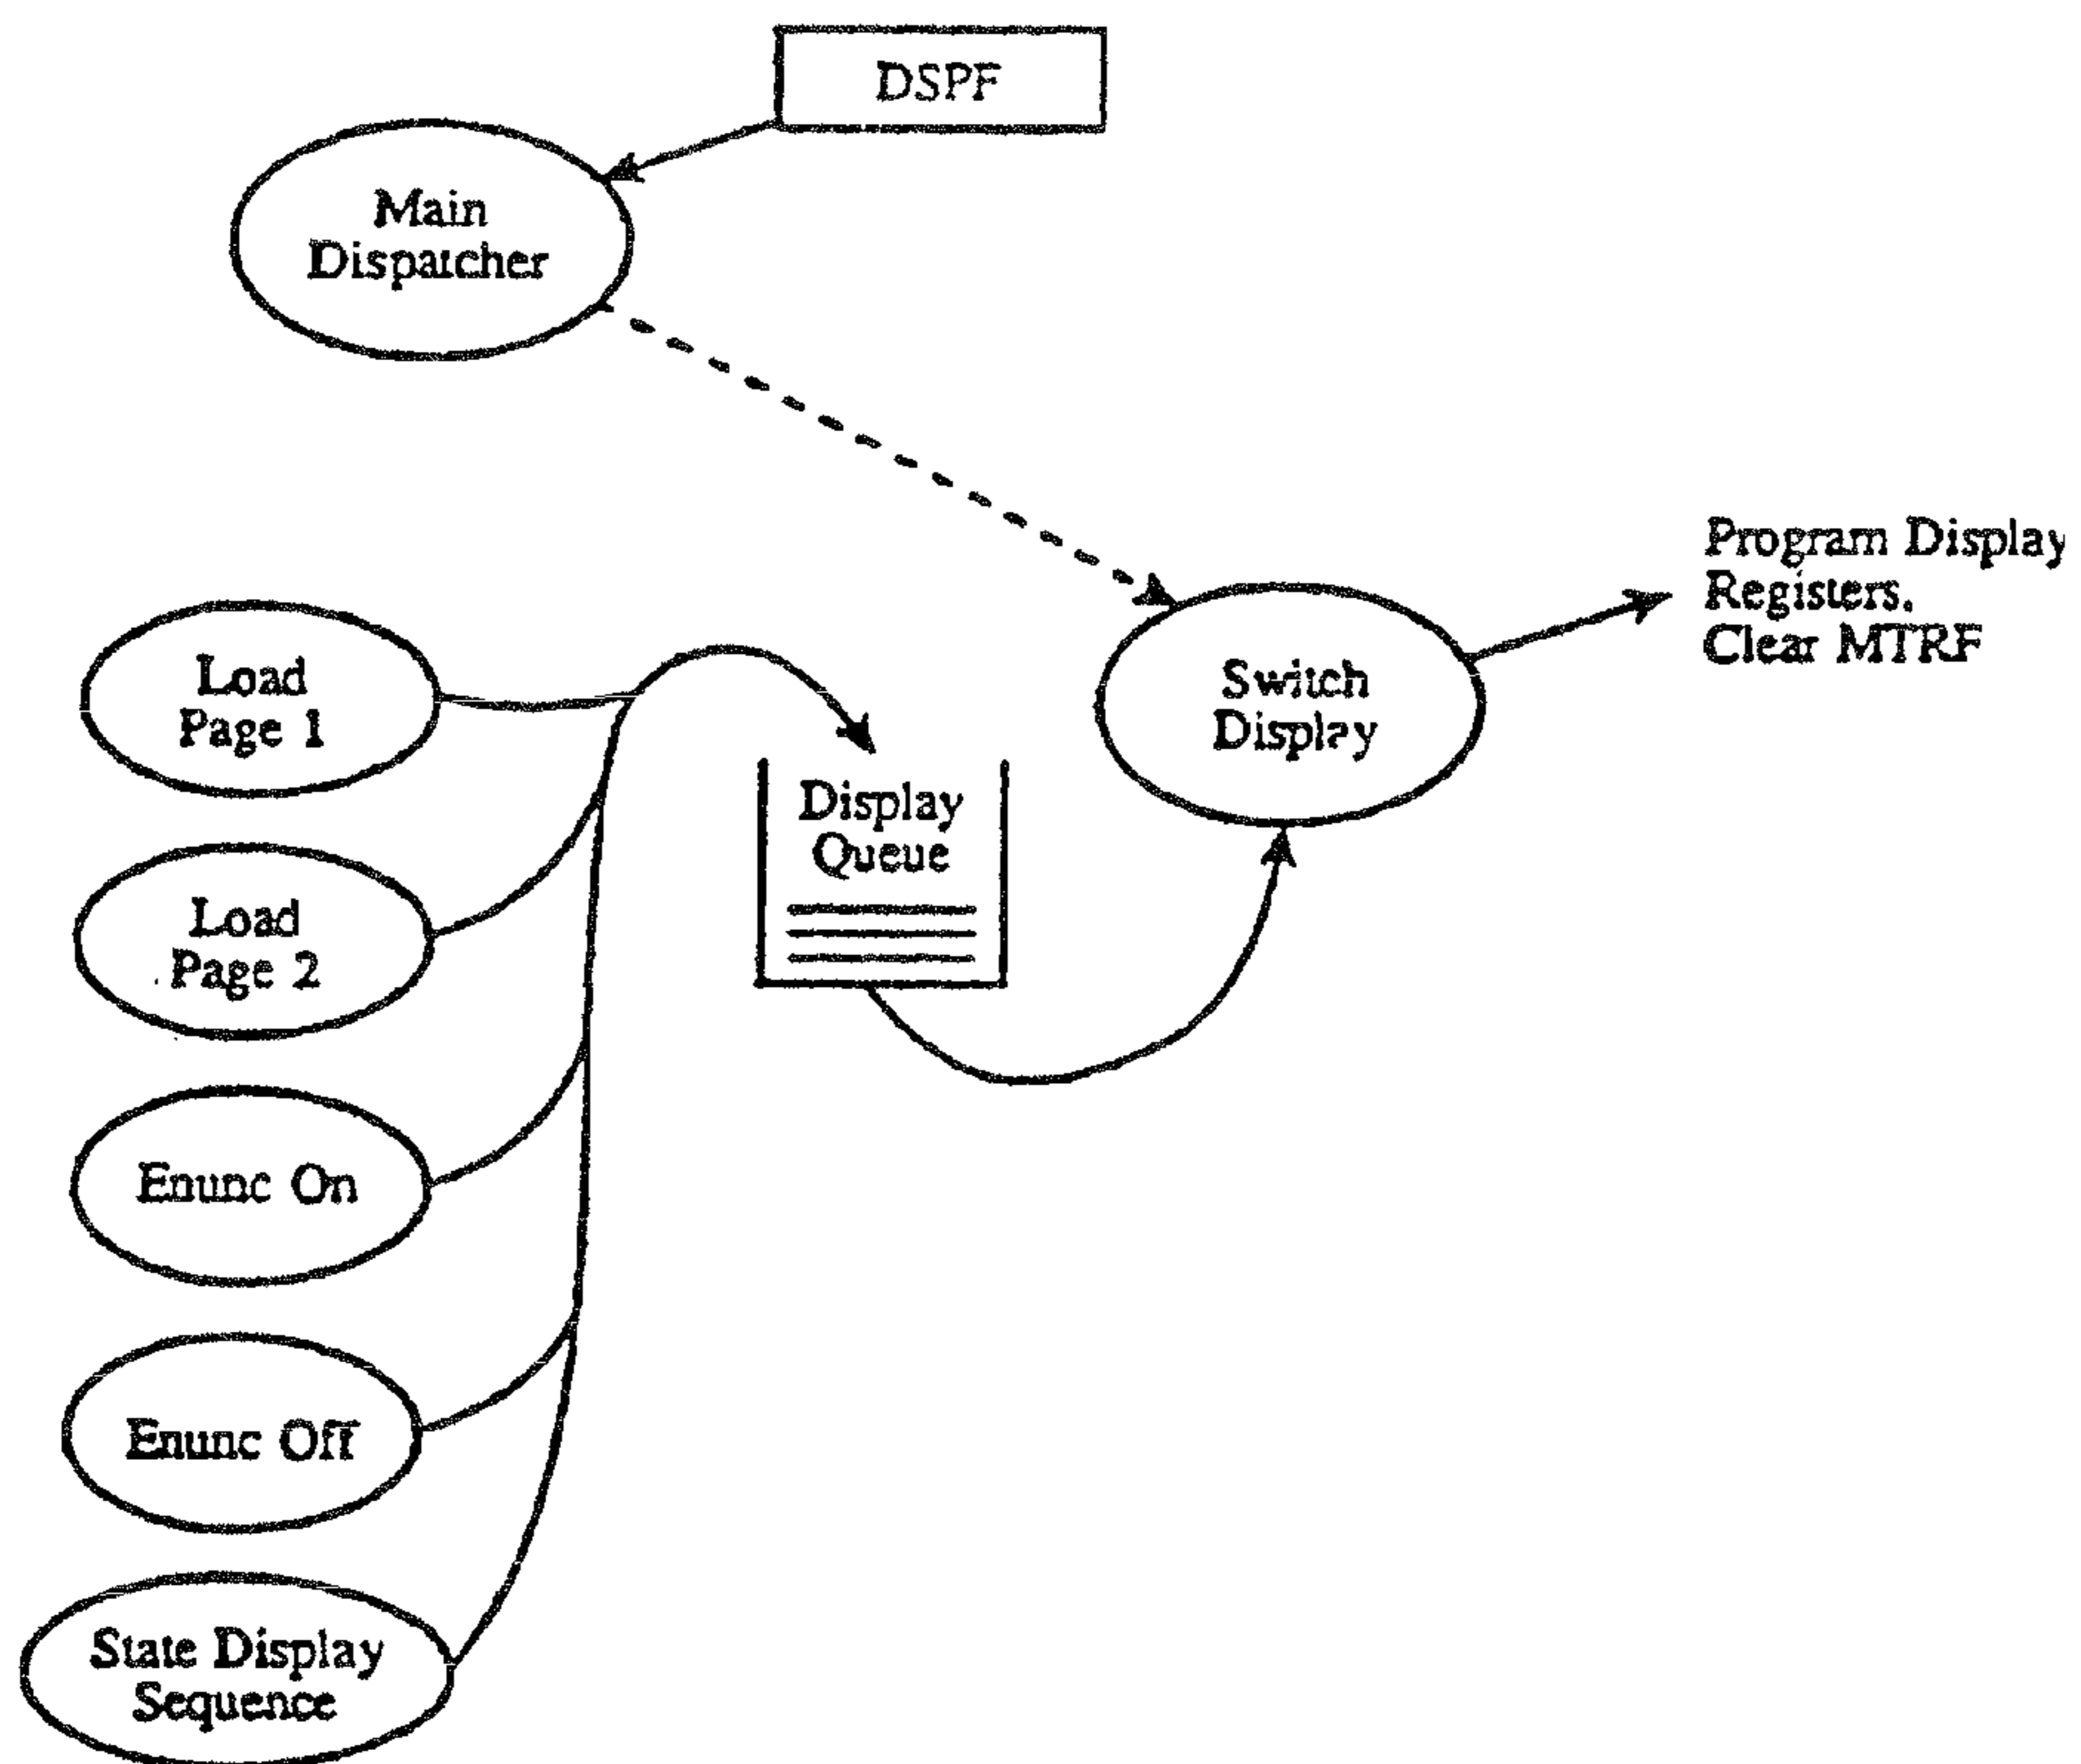 DSPF
Main
Dispatcher
Program Display
Registers.
Clear MTRF
Load
Page 1
Switch
Display
Display
Queue
Load
Page 2
Enunc On
Enunc Off
State Display
Sequence